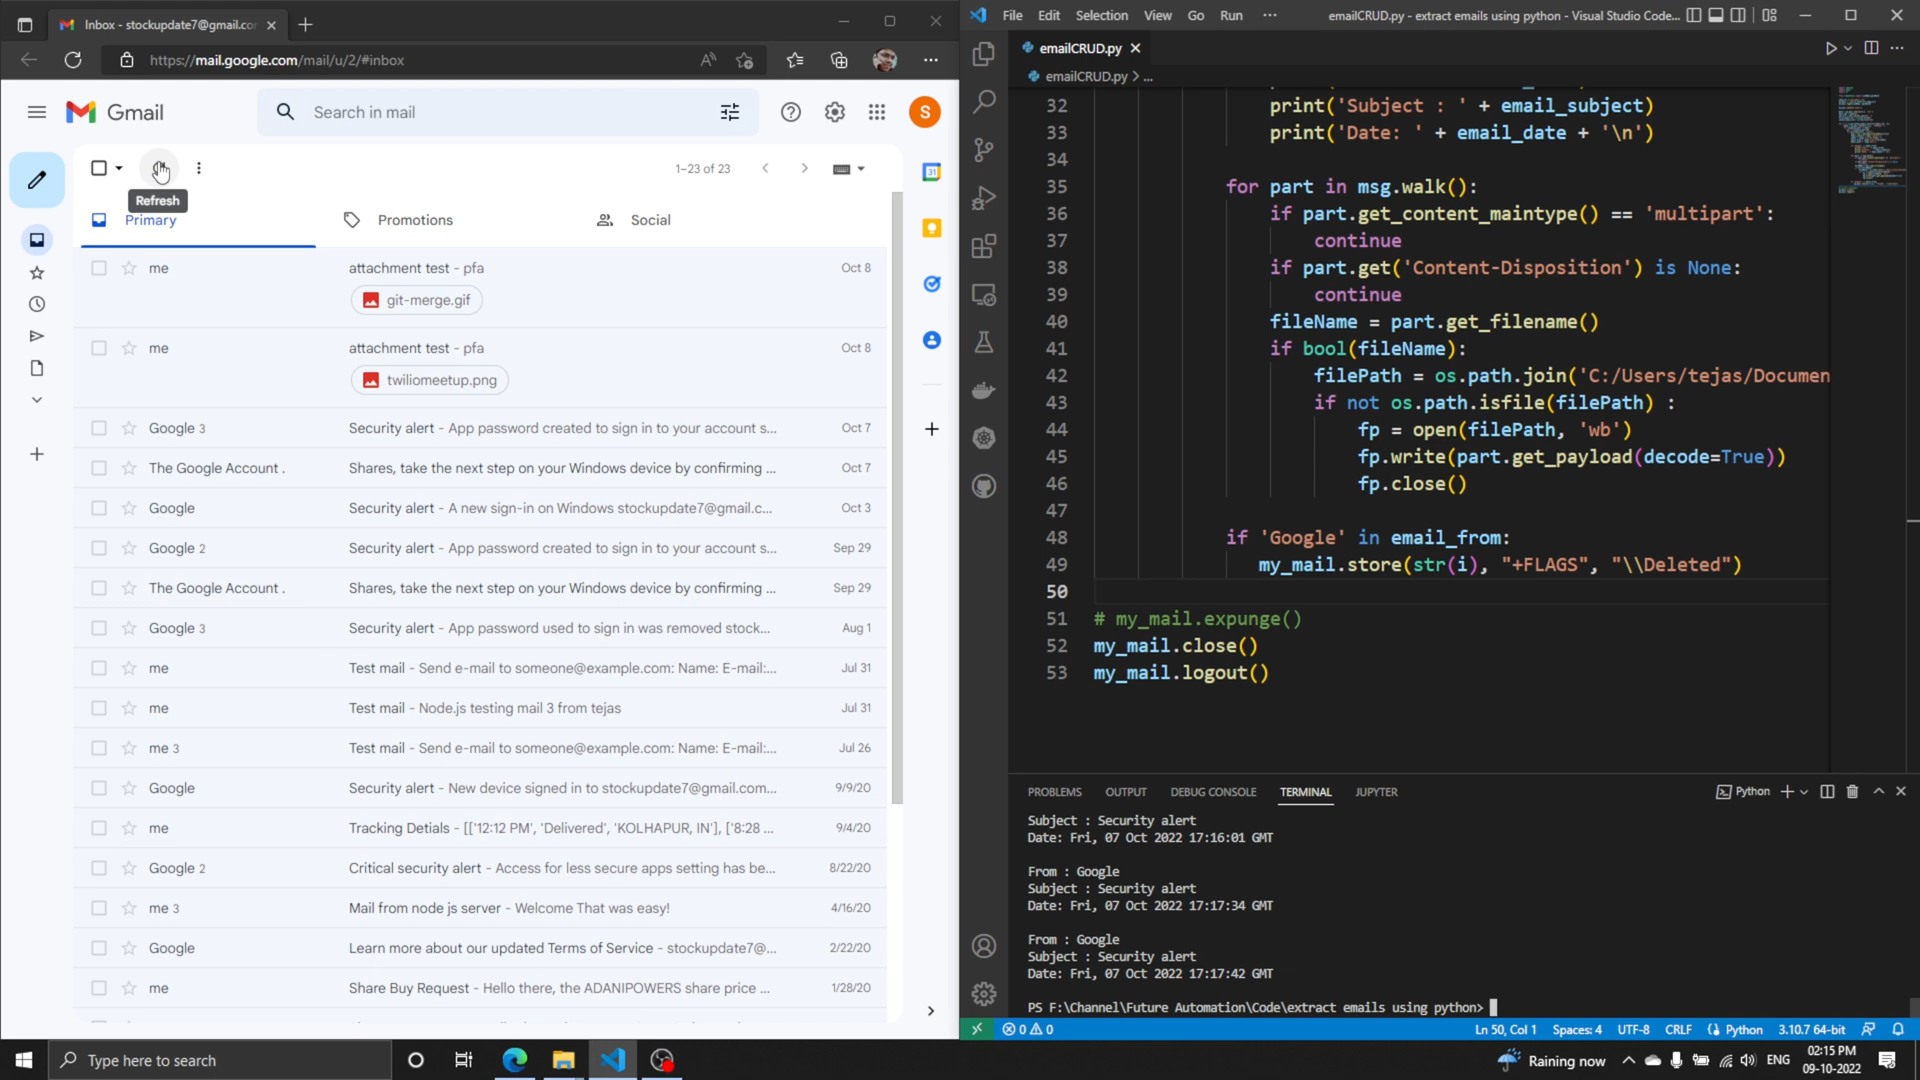 Inbox - stockupdate7@gmail.co
https://mail.google.com/mail/u/2/#inbox
Gmail
Search in mail
S
1–23 of 23
Refresh
Primary
Promotions
Social
31
me attachment test - pfa Oct 8
git-merge.gif
me attachment test - pfa Oct 8
twiliomeetup.png
Google 3 Security alert - App password created to sign in to your account s... Oct 7
The Google Account . Shares, take the next step on your Windows device by confirming ... Oct 7
Google Security alert - A new sign-in on Windows stockupdate7@gmail.c... Oct 3
Google 2 Security alert - App password created to sign in to your account s... Sep 29
The Google Account . Shares, take the next step on your Windows device by confirming ... Sep 29
Google 3 Security alert - App password used to sign in was removed stock... Aug 1
me Test mail - Send e-mail to someone@example.com: Name: E-mail:... Jul 31
me Test mail - Node.js testing mail 3 from tejas Jul 31
me 3 Test mail - Send e-mail to someone@example.com: Name: E-mail:... Jul 26
Google Security alert - New device signed in to stockupdate7@gmail.com... 9/9/20
me Tracking Detials - [['12:12 PM', 'Delivered', 'KOLHAPUR, IN'], ['8:28 ... 9/4/20
Google 2 Critical security alert - Access for less secure apps setting has be... 8/22/20
me 3 Mail from node js server - Welcome That was easy! 4/16/20
Google Learn more about our updated Terms of Service - stockupdate7@... 2/22/20
me Share Buy Request - Hello there, the ADANIPOWERS share price ... 1/28/20
File Edit Selection View Go Run ... emailCRUD.py - extract emails using python - Visual Studio Code...
emailCRUD.py
emailCRUD.py > ...
32 print('Subject : ' + email_subject)
33 print('Date: ' + email_date + '\n')
34
35 for part in msg.walk():
36 if part.get_content_maintype() == 'multipart':
37 continue
38 if part.get('Content-Disposition') is None:
39 continue
40 fileName = part.get_filename()
41 if bool(fileName):
42 filePath = os.path.join('C:/Users/tejas/Documen
43 if not os.path.isfile(filePath) :
44 fp = open(filePath, 'wb')
45 fp.write(part.get_payload(decode=True))
46 fp.close()
47
48 if 'Google' in email_from:
49 my_mail.store(str(i), "+FLAGS", "\\Deleted")
50
51 # my_mail.expunge()
52 my_mail.close()
53 my_mail.logout()
PROBLEMS OUTPUT DEBUG CONSOLE TERMINAL JUPYTER Python
Subject : Security alert
Date: Fri, 07 Oct 2022 17:16:01 GMT
From : Google
Subject : Security alert
Date: Fri, 07 Oct 2022 17:17:34 GMT
From : Google
Subject : Security alert
Date: Fri, 07 Oct 2022 17:17:42 GMT
PS F:\Channel\Future Automation\Code\extract emails using python>
0 0 Ln 50, Col 1 Spaces: 4 UTF-8 CRLF Python 3.10.7 64-bit
Type here to search
Raining now
ENG
02:15 PM
09-10-2022